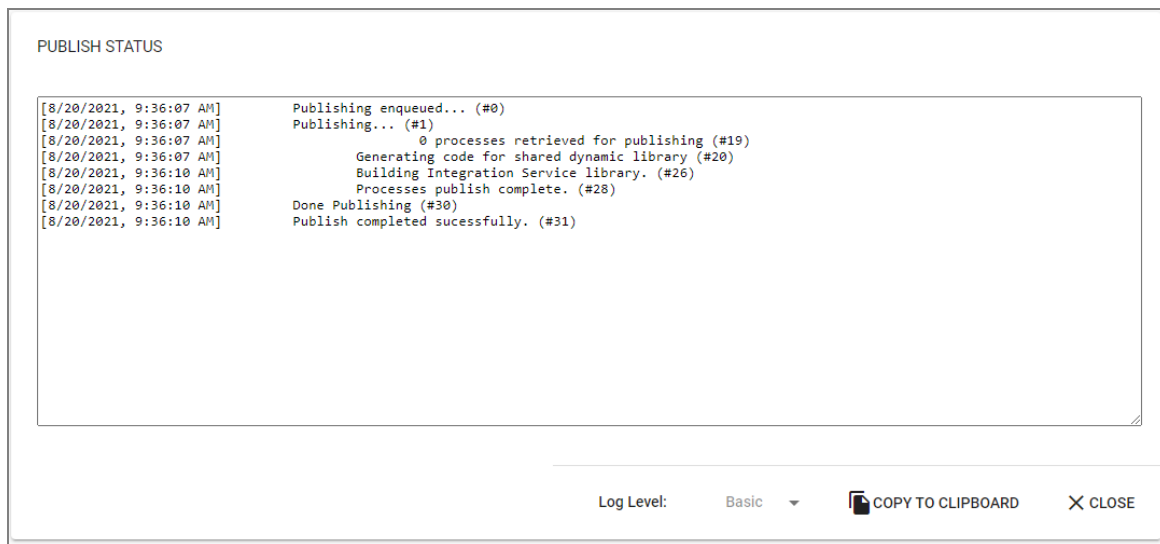 PUBLISH STATUS
[8/20/2021, 9:36:07 AM] Publishing enqueued... (#0)
[8/20/2021, 9:36:07 AM] Publishing... (#1)
[8/20/2021, 9:36:07 AM] 0 processes retrieved for publishing (#19)
[8/20/2021, 9:36:07 AM] Generating code for shared dynamic library (#20)
[8/20/2021, 9:36:10 AM] Building Integration Service library. (#26)
[8/20/2021, 9:36:10 AM] Processes publish complete. (#28)
[8/20/2021, 9:36:10 AM] Done Publishing (#30)
[8/20/2021, 9:36:10 AM] Publish completed sucessfully. (#31)
Log Level: Basic COPY TO CLIPBOARD CLOSE